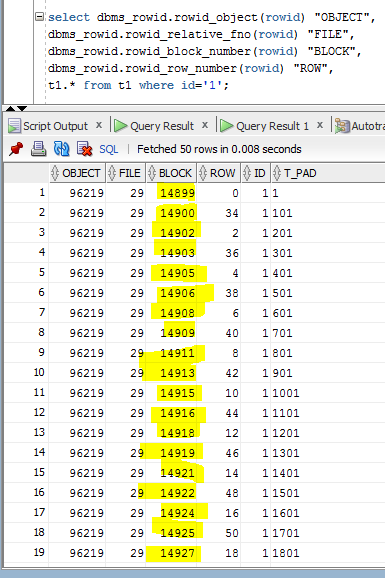 select dbms_rowid.rowid_object(rowid) "OBJECT",
dbms_rowid.rowid_relative_fno(rowid) "FILE",
dbms_rowid.rowid_block_number(rowid) "BLOCK",
dbms_rowid.rowid_row_number(rowid) "ROW",
t1.* from t1 where id='1';
Script Output × Query Result × Query Result 1 × Autotra
SQL | Fetched 50 rows in 0.008 seconds
OBJECT FILE BLOCK ROW ID T_PAD
1 96219 29 14899 0 1 1
2 96219 29 14900 34 1 101
3 96219 29 14902 2 1 201
4 96219 29 14903 36 1 301
5 96219 29 14905 4 1 401
6 96219 29 14906 38 1 501
7 96219 29 14908 6 1 601
8 96219 29 14909 40 1 701
9 96219 29 14911 8 1 801
10 96219 29 14913 42 1 901
11 96219 29 14915 10 1 1001
12 96219 29 14916 44 1 1101
13 96219 29 14918 12 1 1201
14 96219 29 14919 46 1 1301
15 96219 29 14921 14 1 1401
16 96219 29 14922 48 1 1501
17 96219 29 14924 16 1 1601
18 96219 29 14925 50 1 1701
19 96219 29 14927 18 1 1801